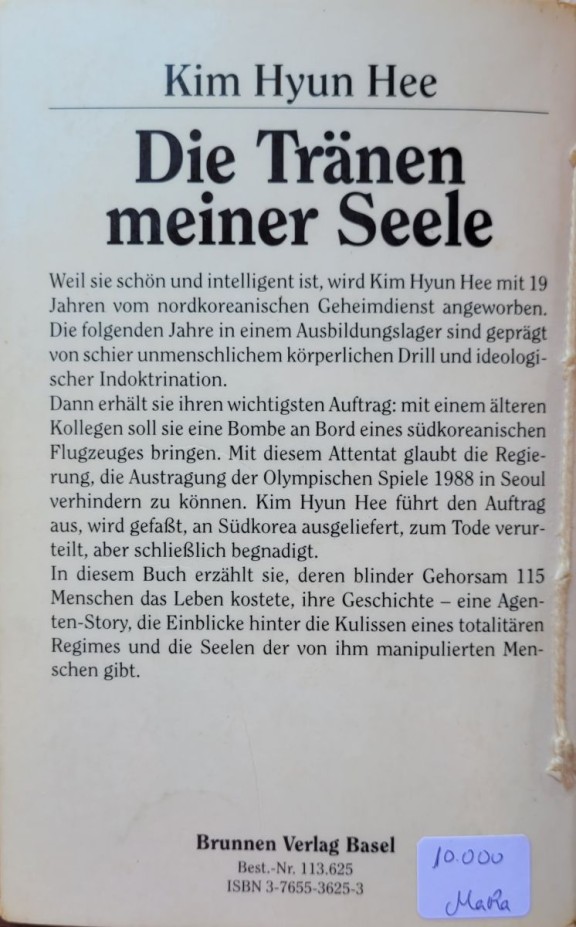 Kim Hyun Hee
Die Tränen
meiner Seele
Weil sie schön und intelligent ist, wird Kim Hyun Hee mit 19
Jahren vom nordkoreanischen Geheimdienst angeworben.
Die folgenden Jahre in einem Ausbildungslager sind geprägt
von schier unmenschlichem körperlichen Drill und ideologi-
scher Indoktrination.
Dann erhält sie ihren wichtigsten Auftrag: mit einem älteren
Kollegen soll sie eine Bombe an Bord eines südkoreanischen
Flugzeuges bringen. Mit diesem Attentat glaubt die Regie-
rung, die Austragung der Olympischen Spiele 1988 in Seoul
verhindern zu können. Kim Hyun Hee führt den Auftrag
aus, wird gefaßt, an Südkorea ausgeliefert, zum Tode verur-
teilt, aber schließlich begnadigt.
In diesem Buch erzählt sie, deren blinder Gehorsam 115
Menschen das Leben kostete, ihre Geschichte – eine Agen-
ten-Story, die Einblicke hinter die Kulissen eines totalitären
Regimes und die Seelen der von ihm manipulierten Men-
schen gibt.
Brunnen Verlag Basel
Best.-Nr. 113.625
ISBN 3-7655-3625-3
10.000